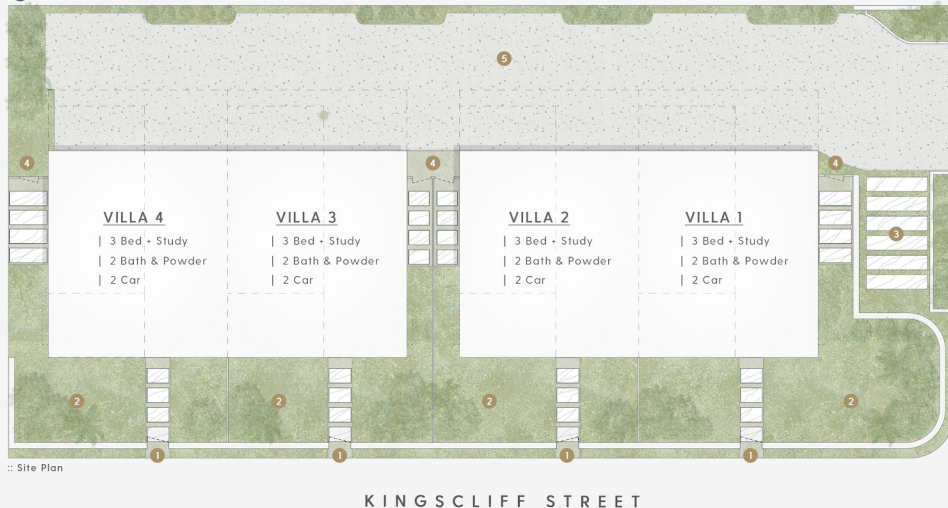 5
4
4
4
VILLA 4
| 3 Bed + Study
| 2 Bath & Powder
| 2 Car
VILLA 3
| 3 Bed + Study
| 2 Bath & Powder
| 2 Car
VILLA 2
| 3 Bed + Study
| 2 Bath & Powder
| 2 Car
VILLA 1
| 3 Bed + Study
| 2 Bath & Powder
| 2 Car
3
2
2
2
2
1
1
1
1
:: Site Plan
KINGSCLIFF STREET